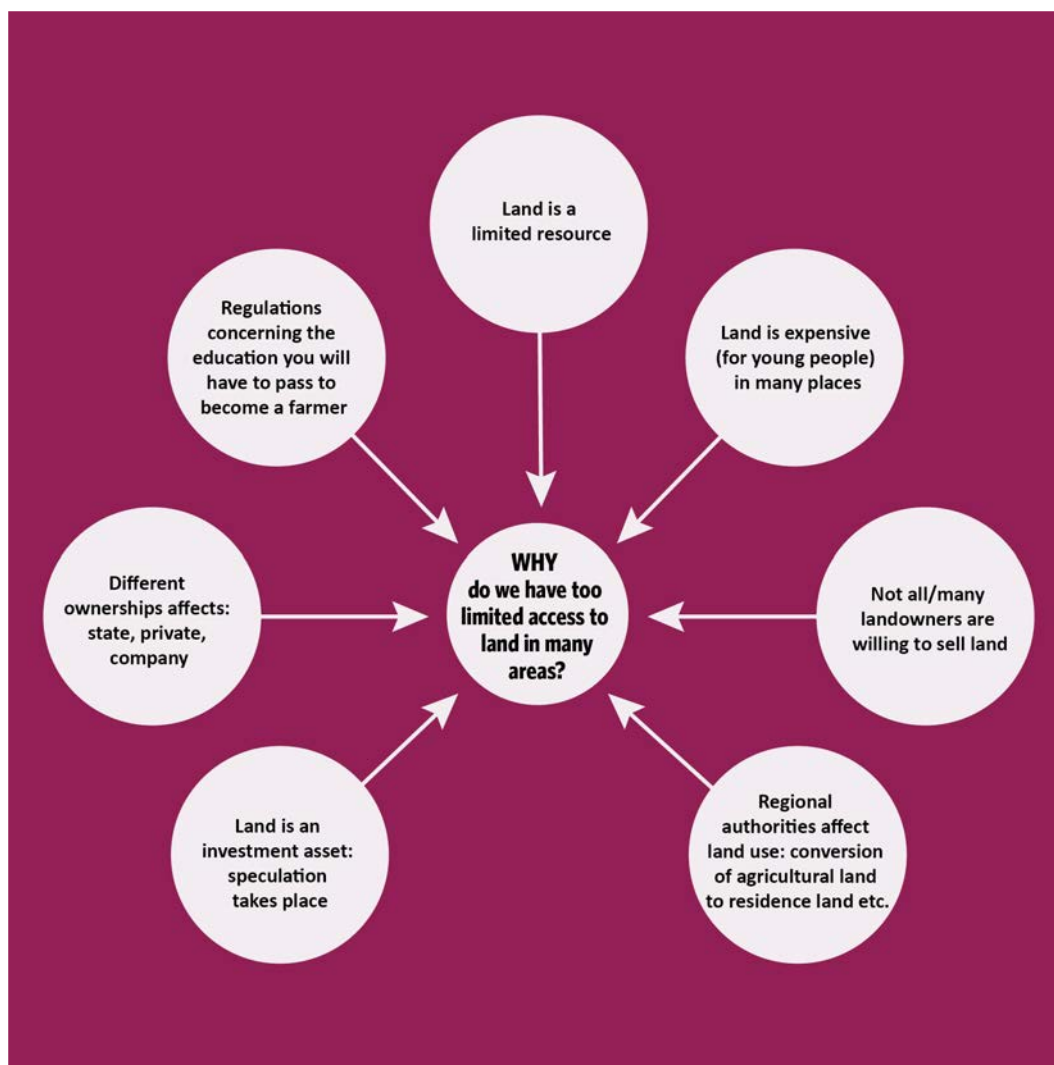 Land is a
limited resource
Land is expensive
(for young people)
in many places
Not all/many
landowners are
willing to sell land
Regional
authorities affect
land use: conversion
of agricultural land
to residence land etc.
Land is an
investment asset:
speculation
takes place
Different
ownerships affects:
state, private,
company
Regulations
concerning the
education you will
have to pass to
become a farmer
WHY
do we have too
limited access to
land in many
areas?